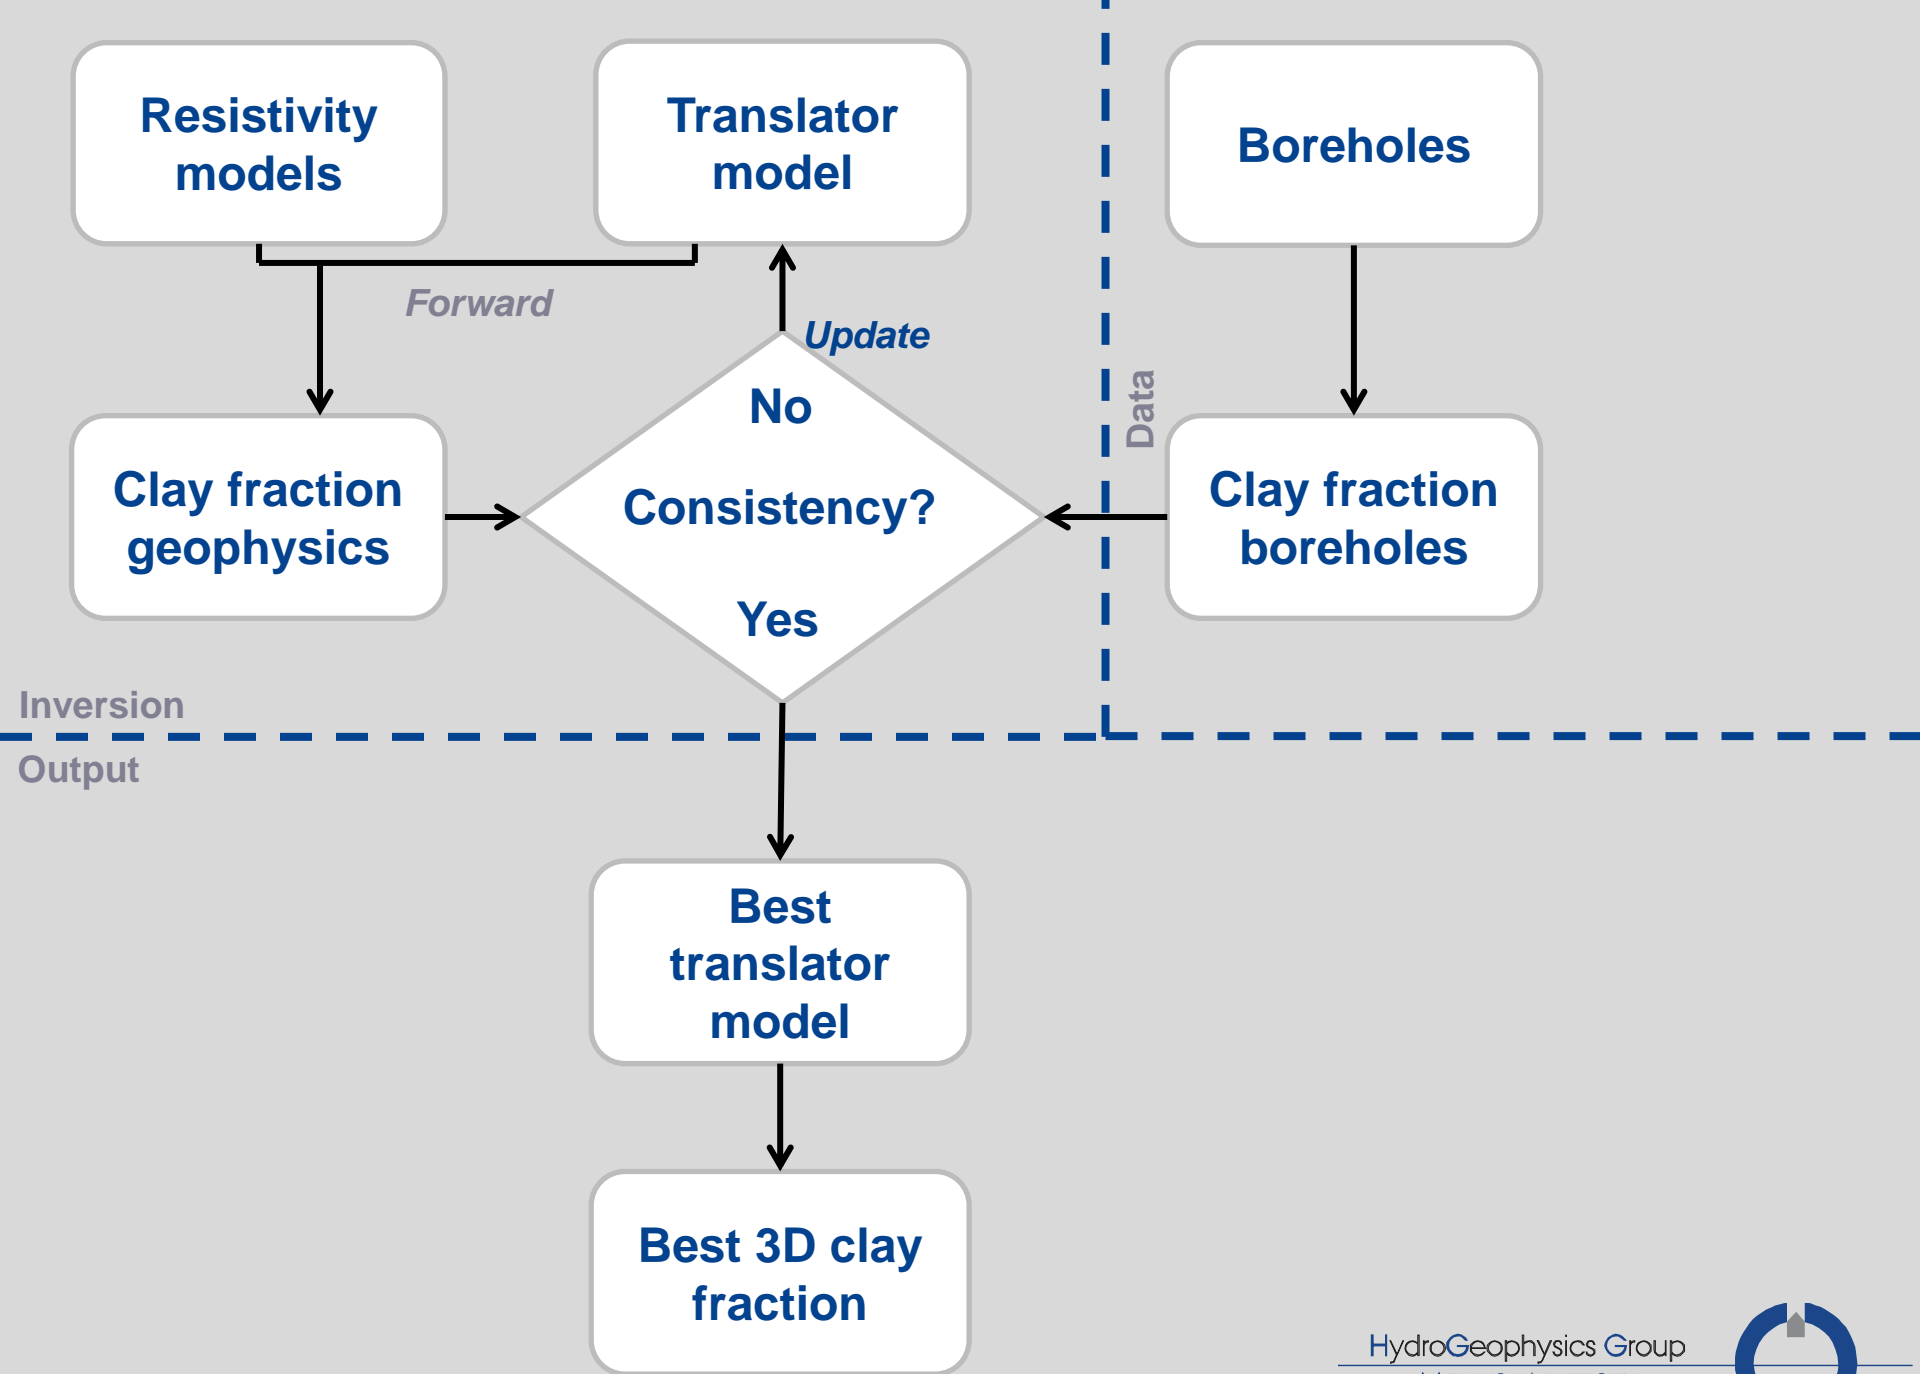 Resistivity
models
Translator
model
Boreholes
Forward
Update
No
Consistency?
Yes
Clay fraction
geophysics
Data
Clay fraction
boreholes
Inversion
Output
Best
translator
model
Best 3D clay
fraction
HydroGeophysics Group